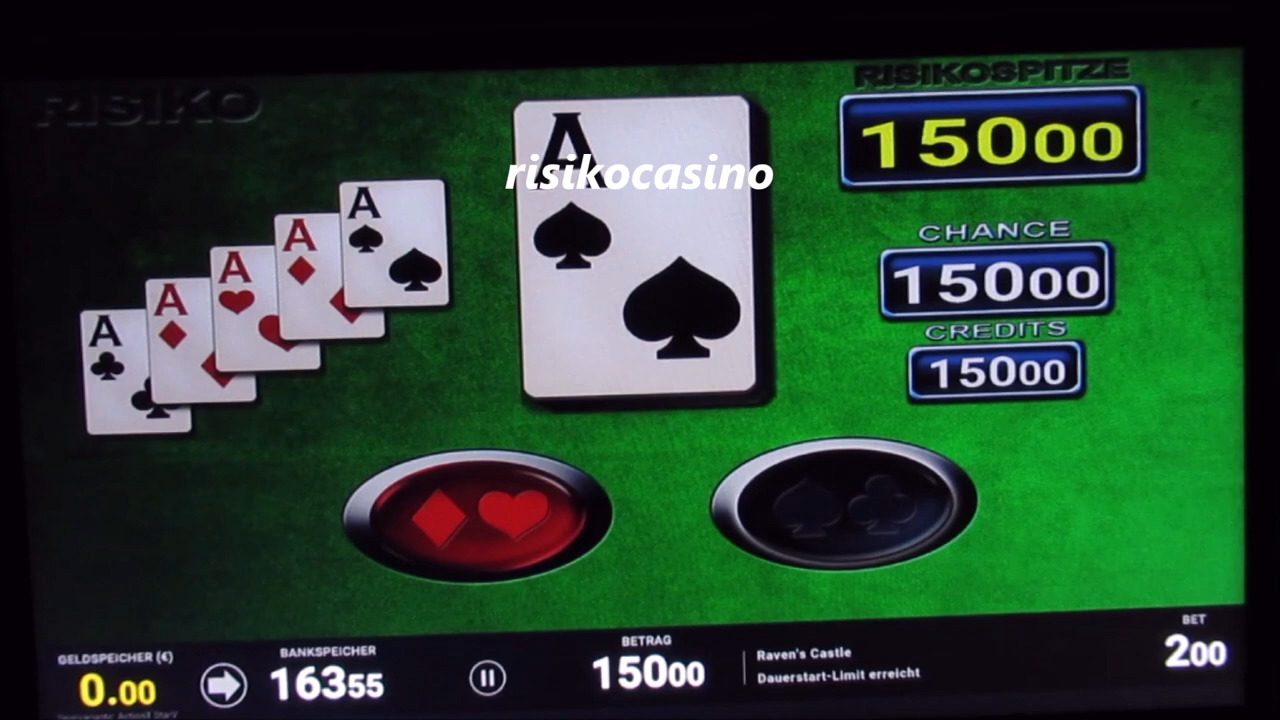 RISIKO
RISIKOSPITZE
15000
A
risikocasino
A
A
A
A
A
CHANCE
15000
CREDITS
15000
GELDSPEICHER (€)
0.00
BANKSPEICHER
16355
BETRAG
15000
Raven's Castle
Dauerstart-Limit erreicht
BET
200